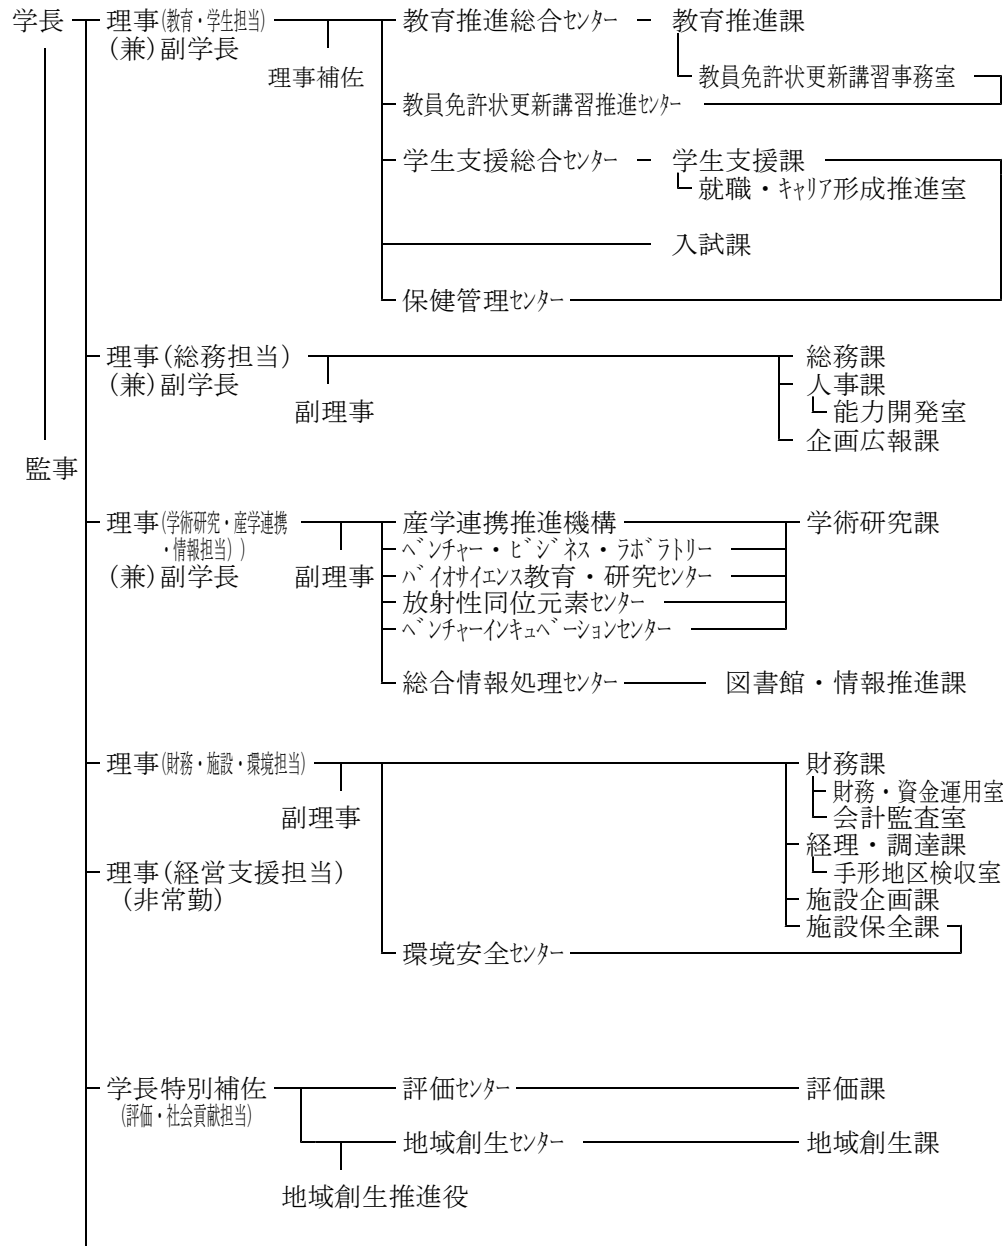 学長 理事(教育・学生担当) 教育推進総合センター 教育推進課
(兼)副学長
理事補佐 教員免許状更新講習事務室
教員免許状更新講習推進センター
学生支援総合センター 学生支援課
就職・キャリア形成推進室
入試課
保健管理センター
理事(総務担当) 総務課
(兼)副学長 人事課
副理事 能力開発室
企画広報課
監事
理事(学術研究・産学連携 産学連携推進機構 学術研究課
・情報担当)) ベンチャー・ビジネス・ラボラトリー
(兼)副学長 副理事 バイオサイエンス教育・研究センター
放射性同位元素センター
ベンチャーインキュベーションセンター
総合情報処理センター 図書館・情報推進課
理事(財務・施設・環境担当) 財務課
財務・資金運用室
副理事 会計監査室
経理・調達課
理事(経営支援担当) 手形地区検収室
(非常勤) 施設企画課
施設保全課
環境安全センター
学長特別補佐 評価センター 評価課
(評価・社会貢献担当)
地域創生センター 地域創生課
地域創生推進役